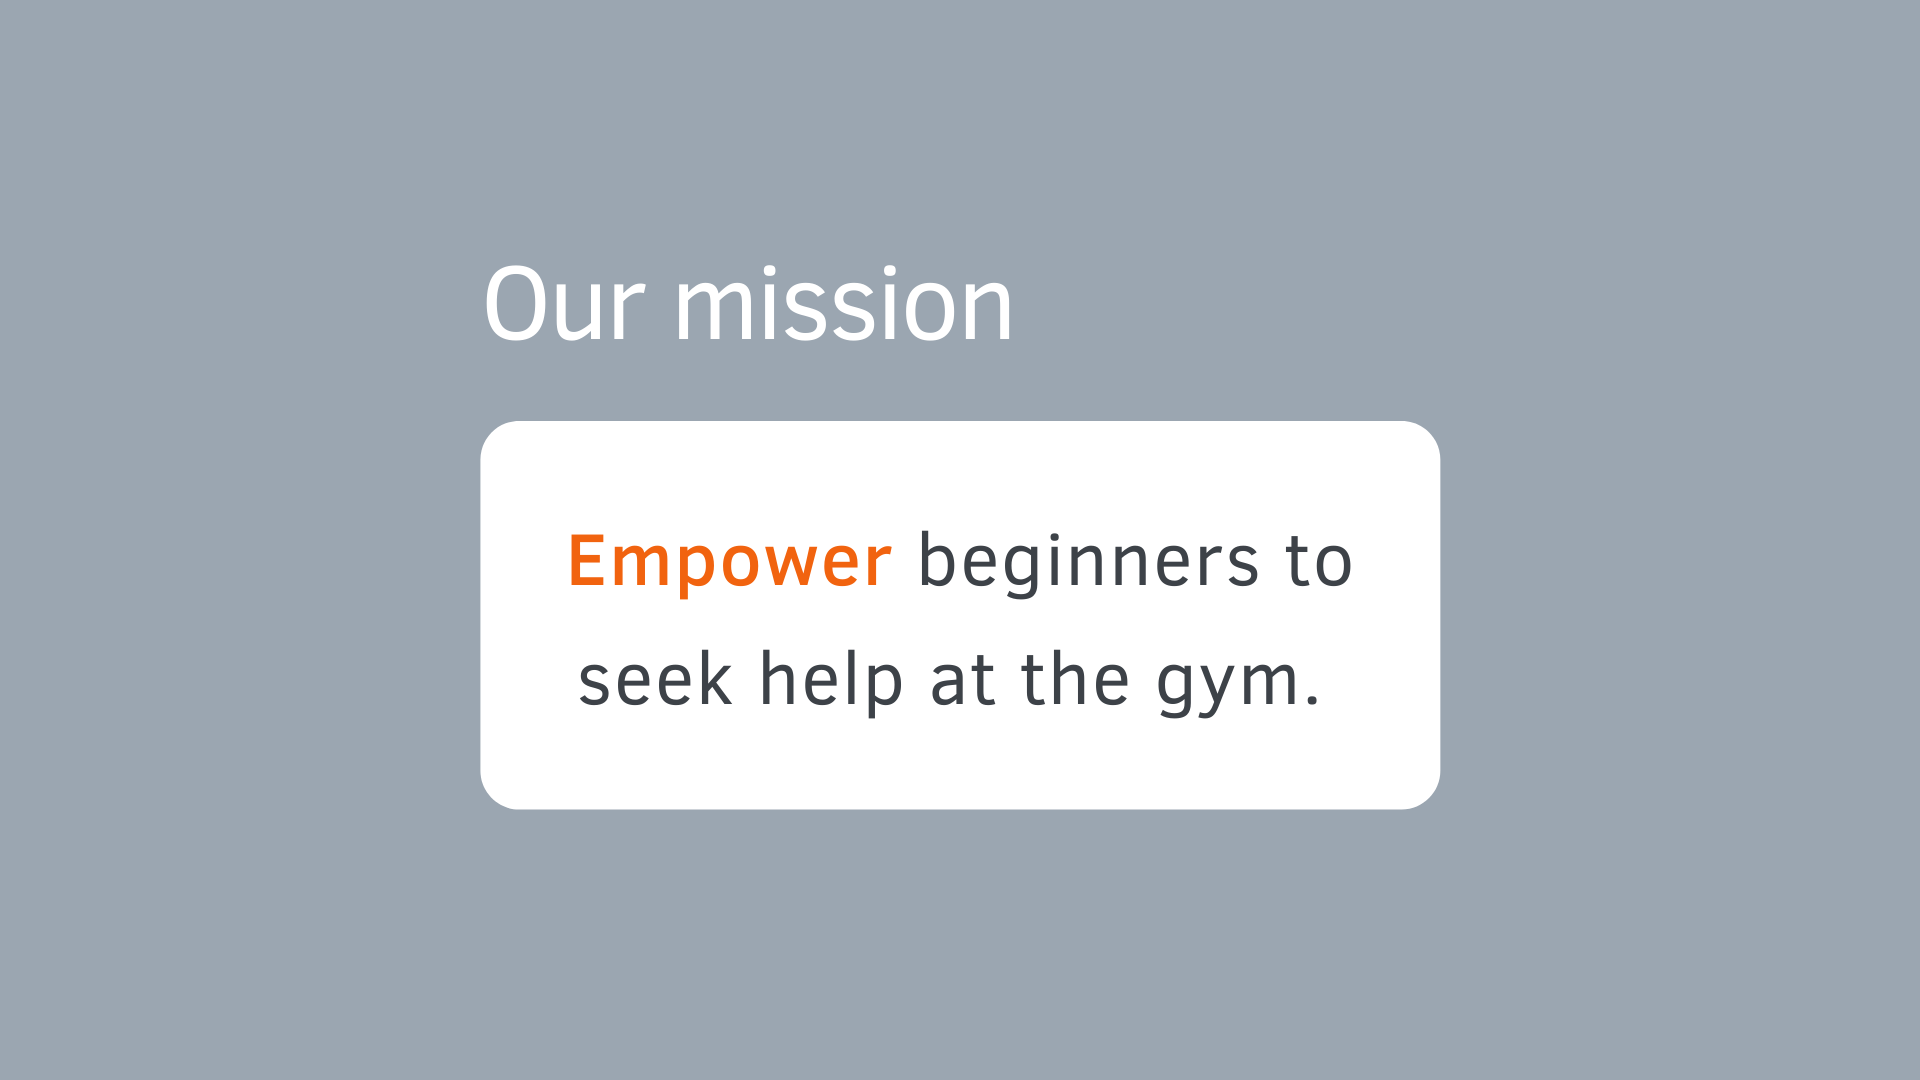 Our mission
Empower beginners to
seek help at the gym.